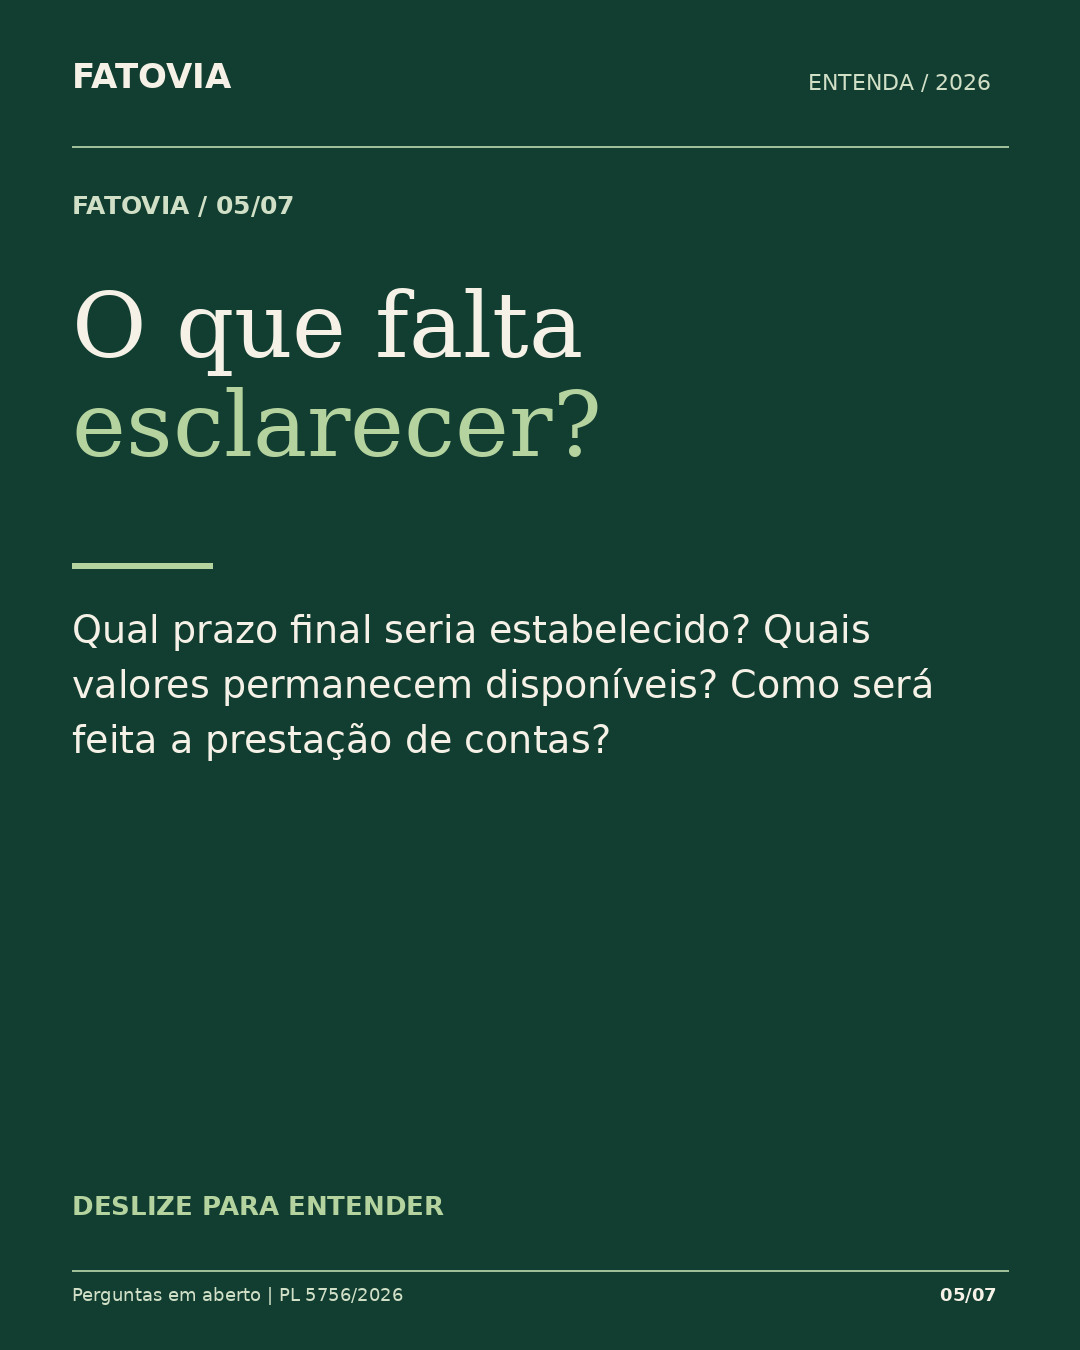 FATOVIA
ENTENDA / 2026
FATOVIA / 05/07
O que falta
esclarecer?
Qual prazo final seria estabelecido? Quais
valores permanecem disponíveis? Como será
feita a prestação de contas?
DESLIZE PARA ENTENDER
Perguntas em aberto | PL 5756/2026
05/07